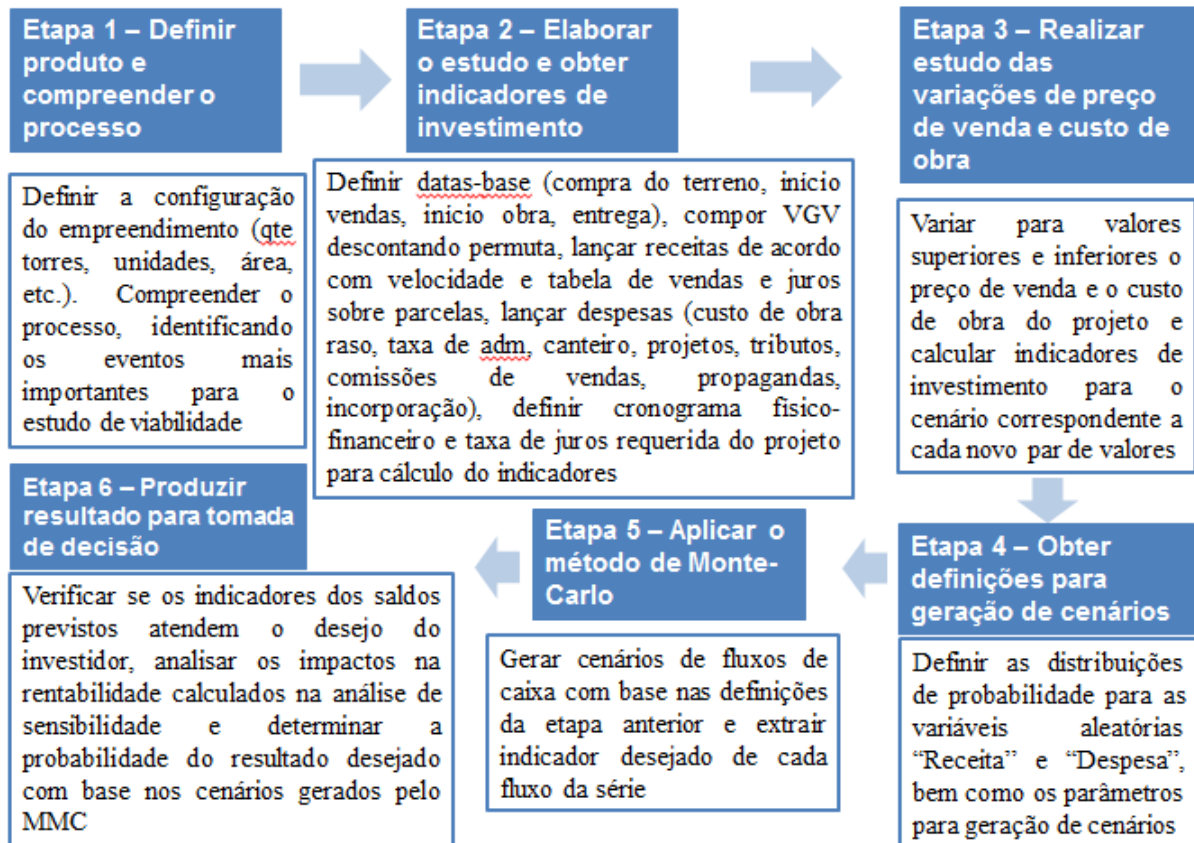 Etapa 1 – Definir
produto e
compreender o
processo
Definir a configuração
do empreendimento (qte
torres, unidades, área,
etc.). Compreender o
processo, identificando
os eventos mais
importantes para o
estudo de viabilidade
Etapa 2 – Elaborar
o estudo e obter
indicadores de
investimento
Definir datas-base (compra do terreno, início
vendas, início obra, entrega), compor VGV
descontando permuta, lançar receitas de acordo
com velocidade e tabela de vendas e juros
sobre parcelas, lançar despesas (custo de obra
raso, taxa de adm, canteiro, projetos, tributos,
comissões de vendas, propagandas,
incorporação), definir cronograma físico-
financeiro e taxa de juros requerida do projeto
para cálculo do indicadores
Etapa 3 – Realizar
estudo das
variações de preço
de venda e custo de
obra
Variar para valores
superiores e inferiores o
preço de venda e o custo
de obra do projeto e
calcular indicadores de
investimento para o
cenário correspondente a
cada novo par de valores
Etapa 4 – Obter
definições para
geração de cenários
Definir as distribuições
de probabilidade para as
variáveis aleatórias
“Receita” e “Despesa”,
bem como os parâmetros
para geração de cenários
Etapa 5 – Aplicar o
método de Monte-
Carlo
Gerar cenários de fluxos de
caixa com base nas definições
da etapa anterior e extrair
indicador desejado de cada
fluxo da série
Etapa 6 – Produzir
resultado para tomada
de decisão
Verificar se os indicadores dos saldos
previstos atendem o desejo do
investidor, analisar os impactos na
rentabilidade calculados na análise de
sensibilidade e determinar a
probabilidade do resultado desejado
com base nos cenários gerados pelo
MMC